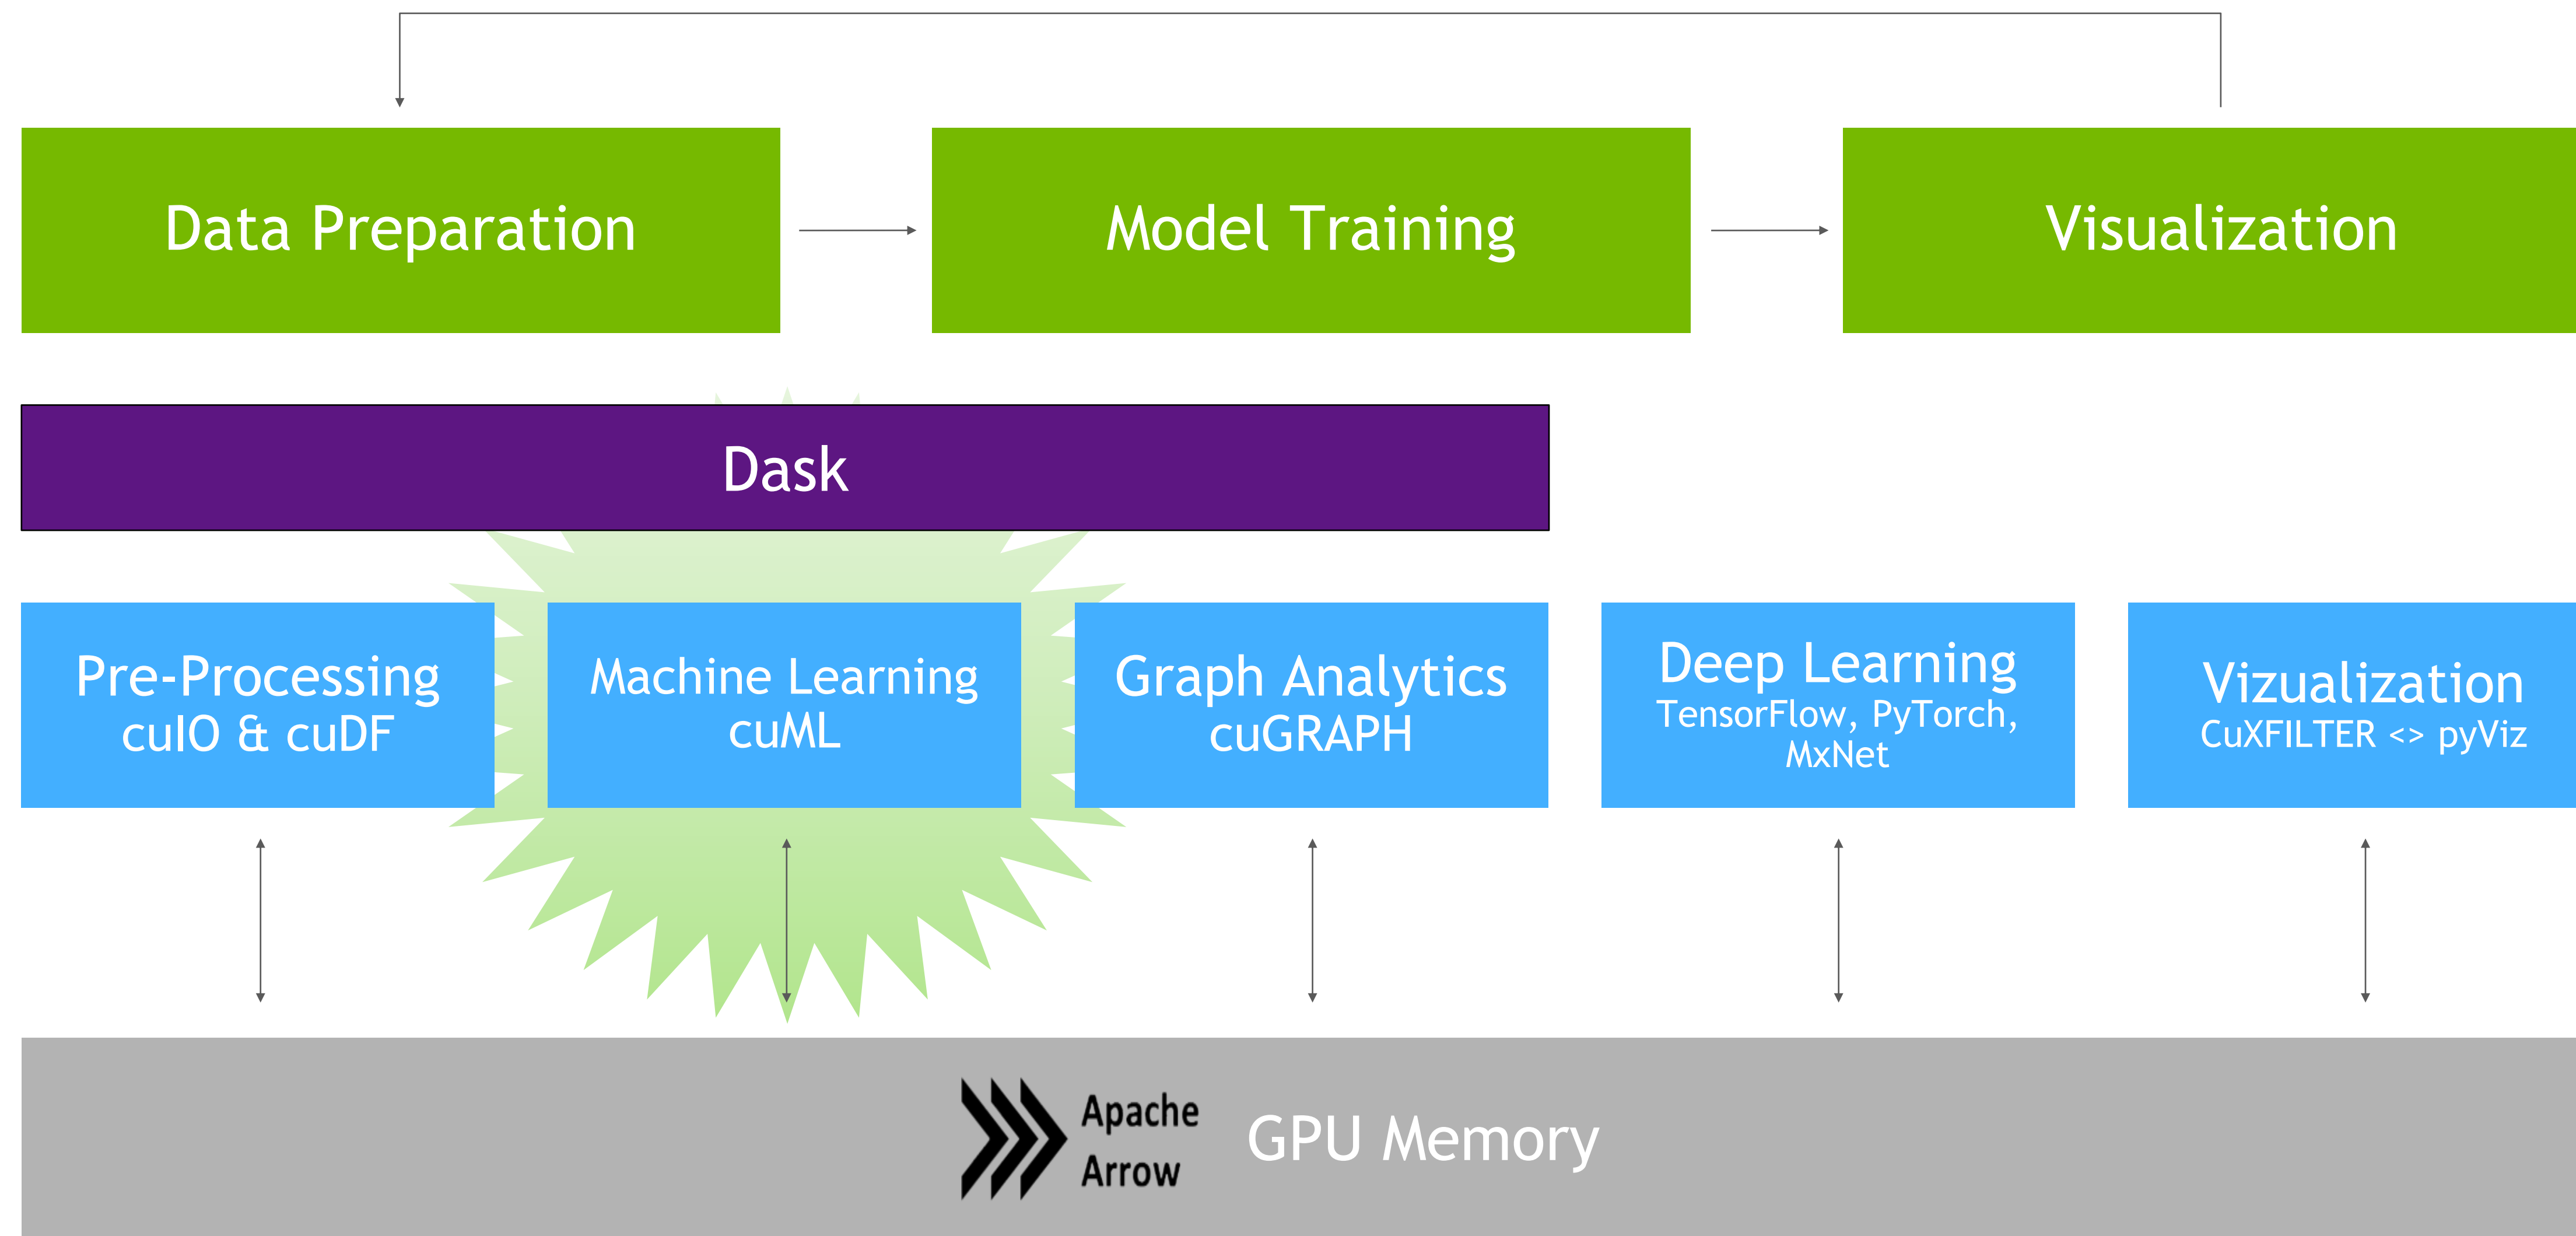 Data Preparation
Model Training
Visualization
Dask
Pre-Processing
cuIO & cuDF
Machine Learning
cuML
Graph Analytics
cuGRAPH
Deep Learning
TensorFlow, PyTorch,
MxNet
Vizualization
CuXFILTER <> pyViz
Apache
Arrow
GPU Memory